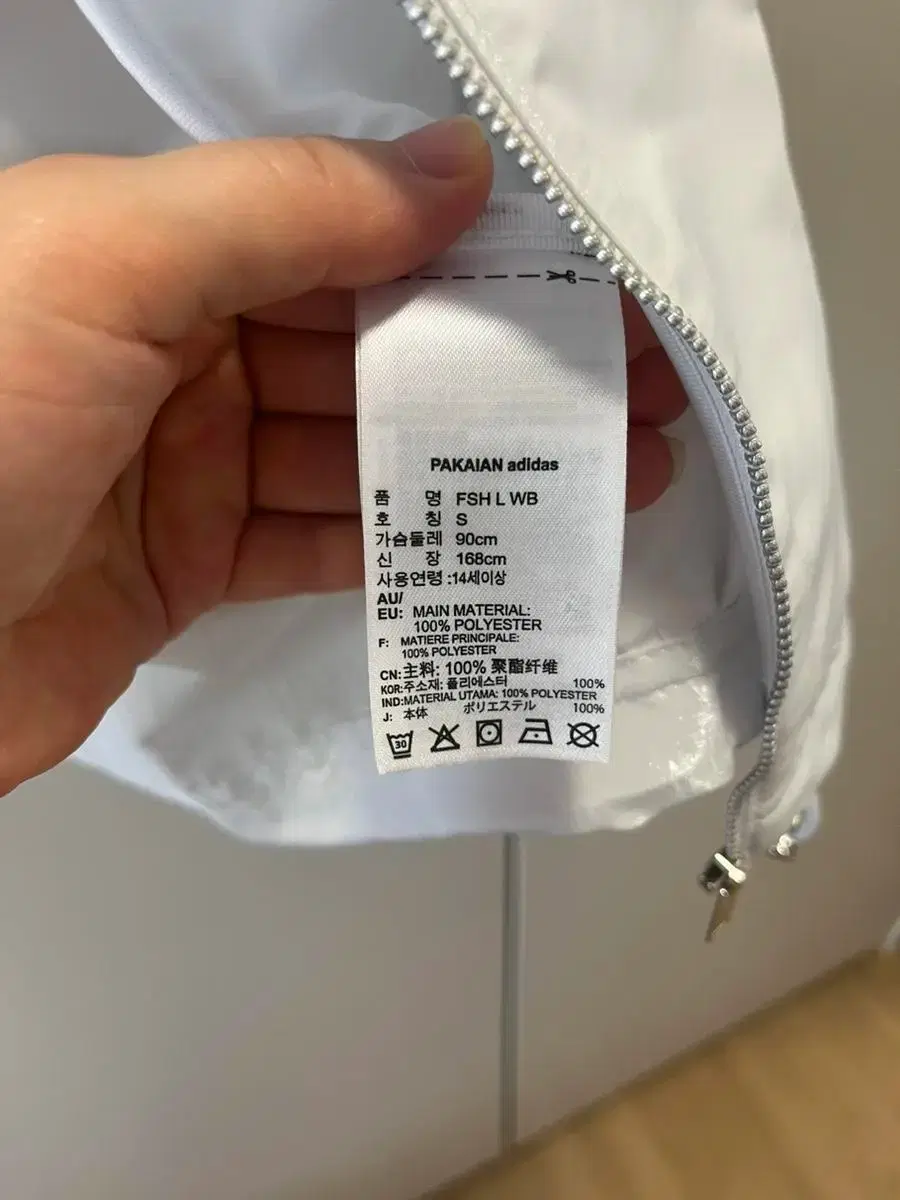 PAKAIAN adidas
품 명 FSH L WB
호 칭 S
가슴둘레 90cm
신 장 168cm
사용연령 :14세이상
AU/
EU: MAIN MATERIAL:
100% POLYESTER
F: MATIERE PRINCIPALE:
100% POLYESTER
CN:主料: 100% 聚酯纤维
KOR:주소재: 폴리에스터 100%
IND:MATERIAL UTAMA: 100% POLYESTER
J: 本体 ポリエステル 100%
30